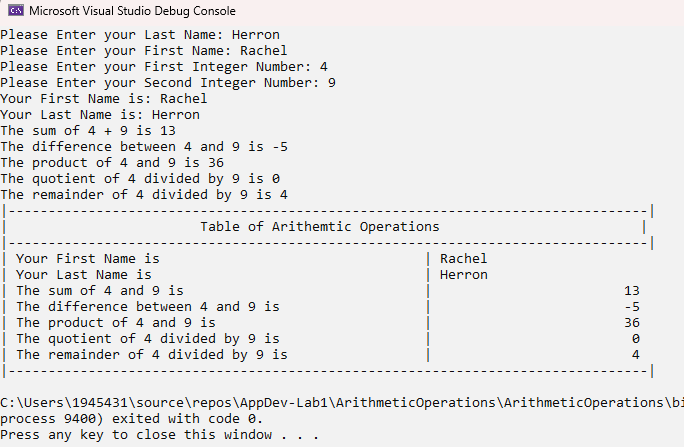 Microsoft Visual Studio Debug Console
Please Enter your Last Name: Herron
Please Enter your First Name: Rachel
Please Enter your First Integer Number: 4
Please Enter your Second Integer Number: 9
Your First Name is: Rachel
Your Last Name is: Herron
The sum of 4 + 9 is 13
The difference between 4 and 9 is -5
The product of 4 and 9 is 36
The quotient of 4 divided by 9 is 0
The remainder of 4 divided by 9 is 4
|--------------------------------------------------------------------------------|
| Table of Arithemtic Operations |
|--------------------------------------------------------------------------------|
| Your First Name is | Rachel
| Your Last Name is | Herron
| The sum of 4 and 9 is | 13
| The difference between 4 and 9 is | -5
| The product of 4 and 9 is | 36
| The quotient of 4 divided by 9 is | 0
| The remainder of 4 divided by 9 is | 4
|--------------------------------------------------------------------------------|
C:\Users\1945431\source\repos\AppDev-Lab1\ArithmeticOperations\ArithmeticOperations\bi
process 9400) exited with code 0.
Press any key to close this window . . .